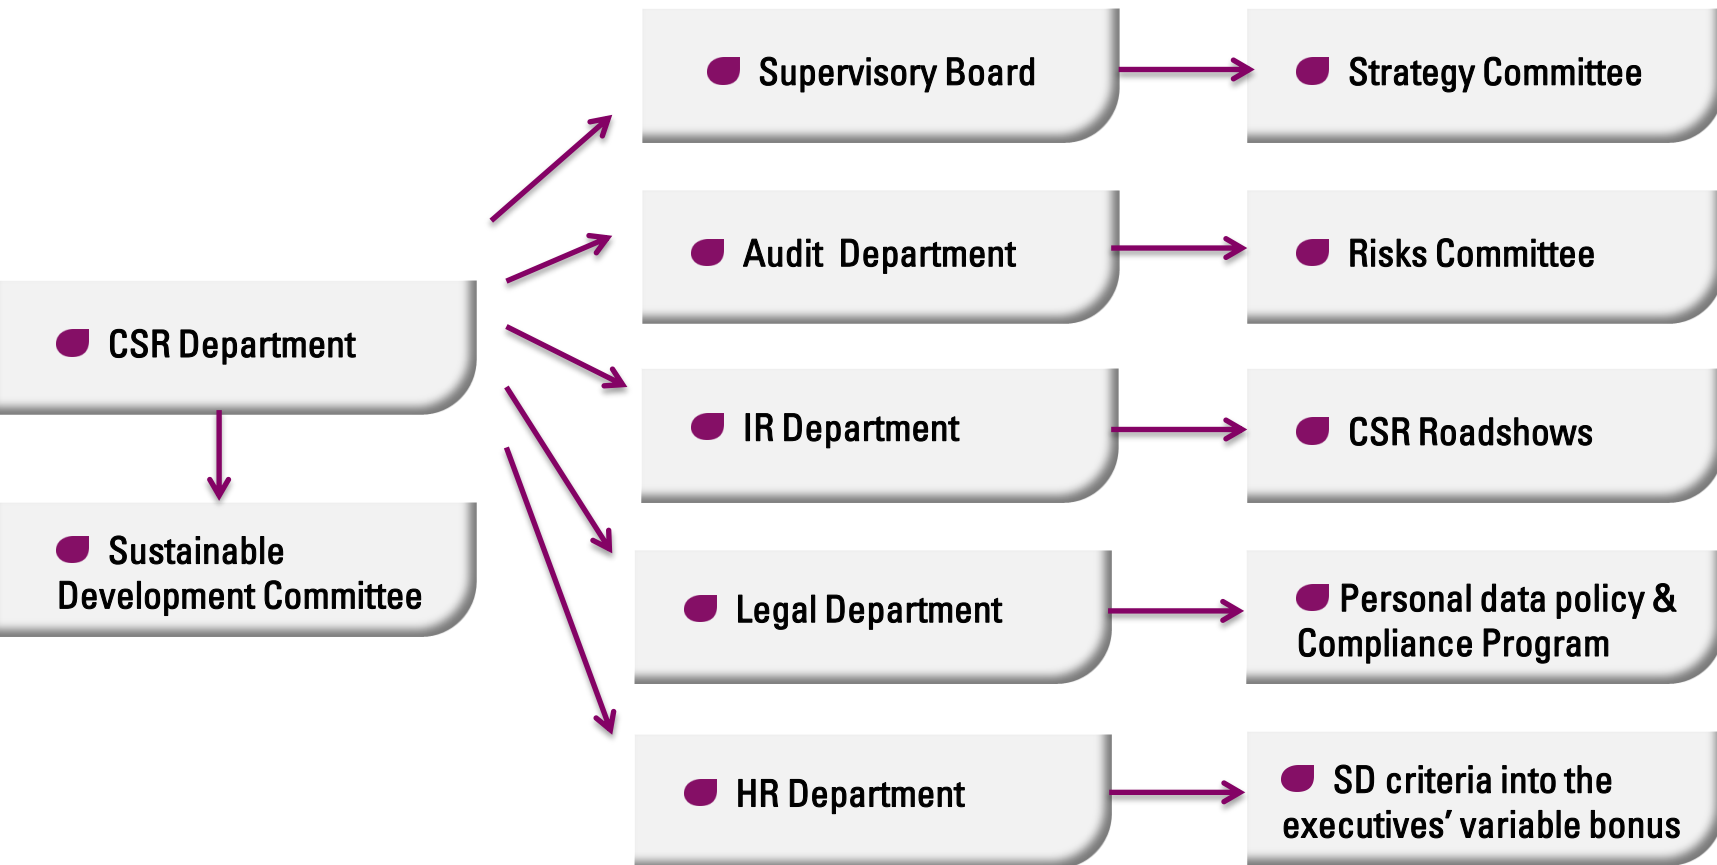 Supervisory Board
Strategy Committee
Audit Department
Risks Committee
CSR Department
IR Department
CSR Roadshows
Sustainable
Development Committee
Legal Department
Personal data policy &
Compliance Program
HR Department
SD criteria into the
executives’ variable bonus